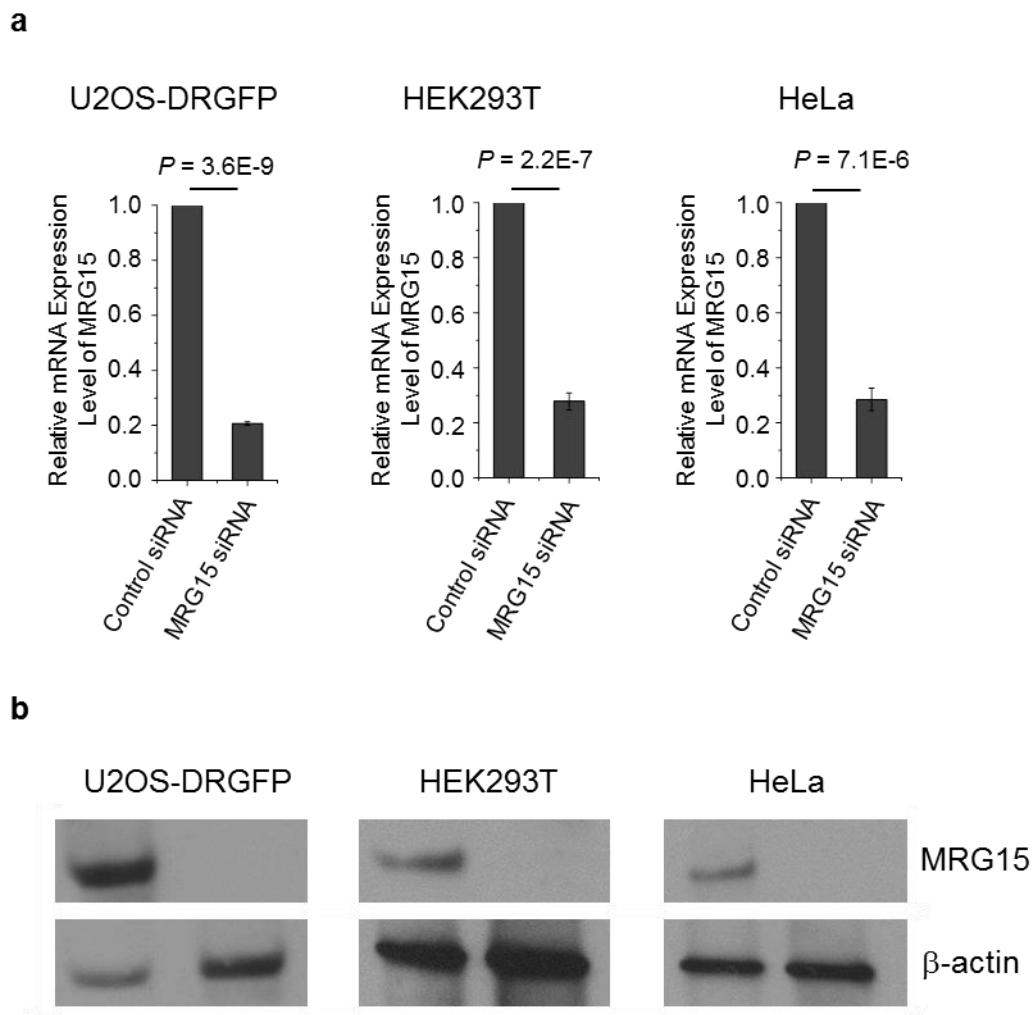 a
U2OS-DRGFP
HEK293T
HeLa
P = 3.6E-9
P = 2.2E-7
P = 7.1E-6
Relative mRNA Expression
Level of MRG15
1.0
0.8
0.6
0.4
0.2
0.0
Control siRNA
MRG15 siRNA
Relative mRNA Expression
Level of MRG15
1.0
0.8
0.6
0.4
0.2
0.0
Control siRNA
MRG15 siRNA
Relative mRNA Expression
Level of MRG15
1.0
0.8
0.6
0.4
0.2
0.0
Control siRNA
MRG15 siRNA
b
U2OS-DRGFP
HEK293T
HeLa
MRG15
β-actin